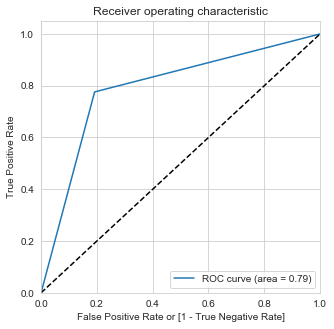 Receiver operating characteristic
1.0
0.8
0.6
0.4
0.2
0.0
True Positive Rate
ROC curve (area = 0.79)
0.0 0.2 0.4 0.6 0.8 1.0
False Positive Rate or [1 - True Negative Rate]